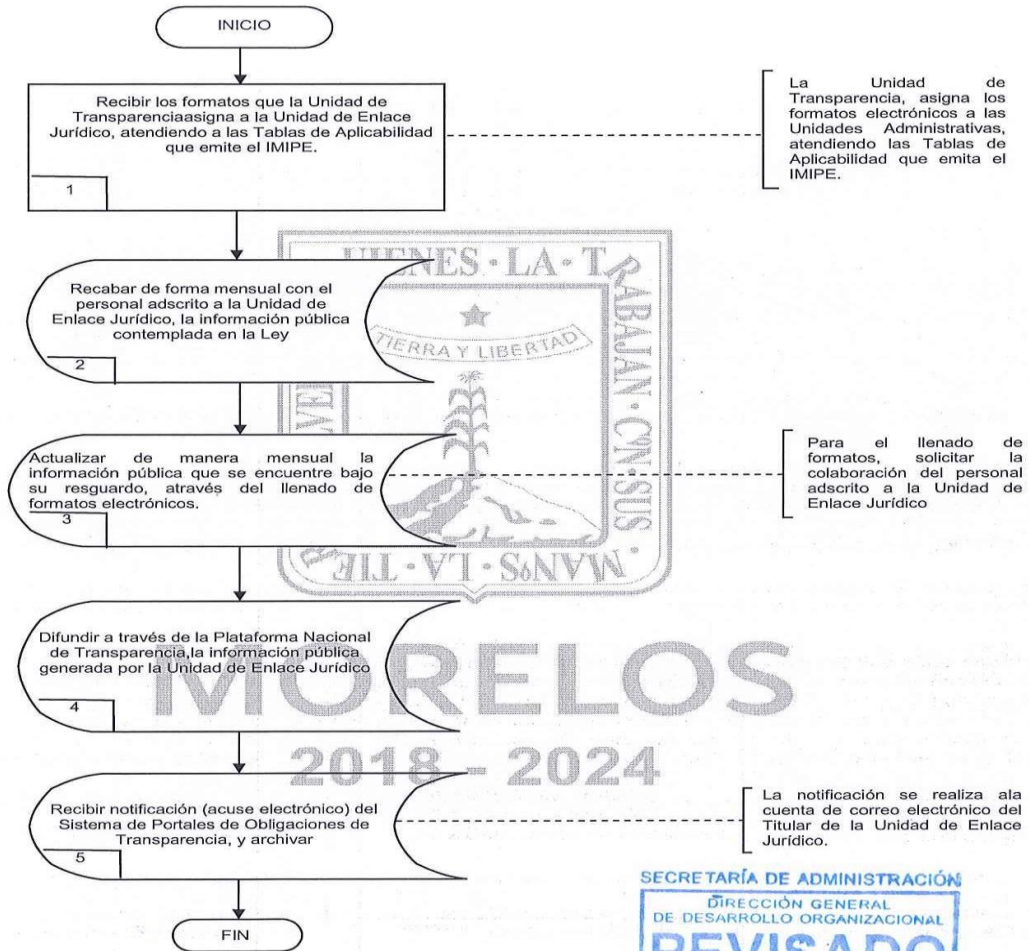 INICIO
Recibir los formatos que la Unidad de
Transparenciaasigna a la Unidad de Enlace
Jurídico, atendiendo a las Tablas de Aplicabilidad
que emite el IMIPE.
1
La Unidad de
Transparencia, asigna los
formatos electrónicos a las
Unidades Administrativas,
atendiendo las Tablas de
Aplicabilidad que emita el
IMIPE.
Recabar de forma mensual con el
personal adscrito a la Unidad de
Enlace Jurídico, la información pública
contemplada en la Ley
2
TIERRA Y LIBERTAD
Actualizar de manera mensual la
información pública que se encuentre bajo
su resguardo, através del llenado de
formatos electrónicos.
3
Para el llenado de
formatos, solicitar la
colaboración del personal
adscrito a la Unidad de
Enlace Jurídico
Difundir a través de la Plataforma Nacional
de Transparencia,la información pública
generada por la Unidad de Enlace Jurídico
4
MORELOS
2018 - 2024
Recibir notificación (acuse electrónico) del
Sistema de Portales de Obligaciones de
Transparencia, y archivar
5
La notificación se realiza ala
cuenta de correo electrónico del
Titular de la Unidad de Enlace
Jurídico.
FIN
SECRETARÍA DE ADMINISTRACIÓN
DIRECCIÓN GENERAL
DE DESARROLLO ORGANIZACIONAL
REVISADO